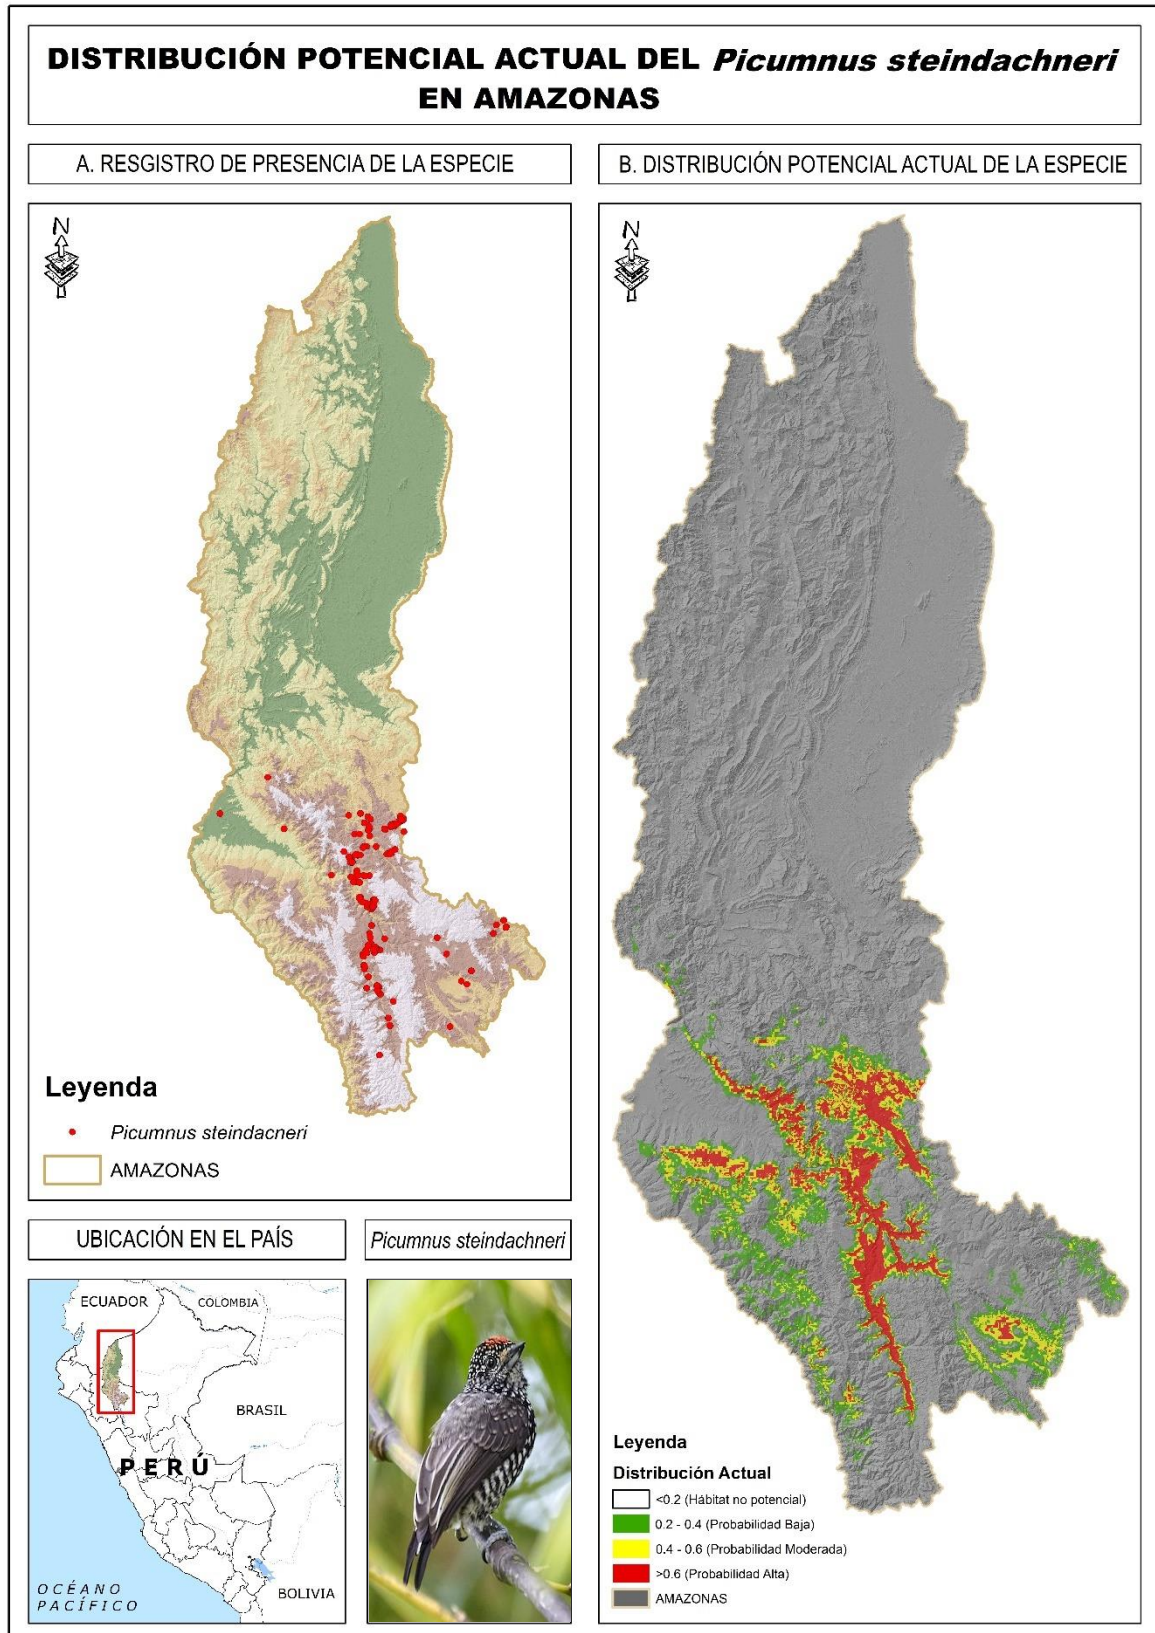 DISTRIBUCIÓN POTENCIAL ACTUAL DEL Picumnus steindachneri
EN AMAZONAS
A. RESGISTRO DE PRESENCIA DE LA ESPECIE
B. DISTRIBUCIÓN POTENCIAL ACTUAL DE LA ESPECIE
N
N
Leyenda
Picumnus steindacneri
AMAZONAS
UBICACIÓN EN EL PAÍS
Picumnus steindachneri
ECUADOR
COLOMBIA
BRASIL
PERÚ
BOLIVIA
OCÉANO
PACÍFICO
Leyenda
Distribución Actual
<0.2 (Hábitat no potencial)
0.2 - 0.4 (Probabilidad Baja)
0.4 - 0.6 (Probabilidad Moderada)
>0.6 (Probabilidad Alta)
AMAZONAS